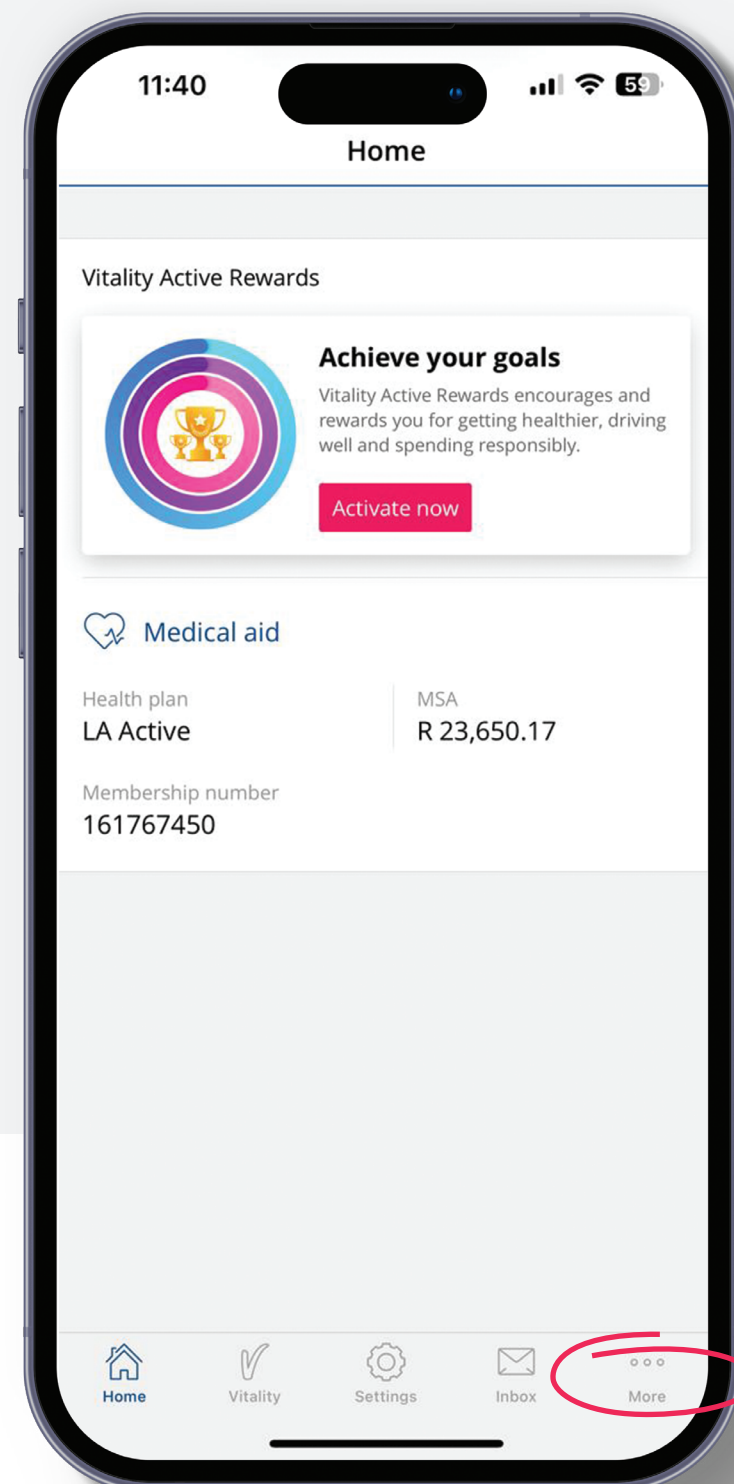 11:40
59
Home
Vitality Active Rewards
Achieve your goals
Vitality Active Rewards encourages and
rewards you for getting healthier, driving
well and spending responsibly.
Activate now
Medical aid
Health plan
MSA
LA Active
R 23,650.17
Membership number
161767450
Home
Vitality
Settings
Inbox
More